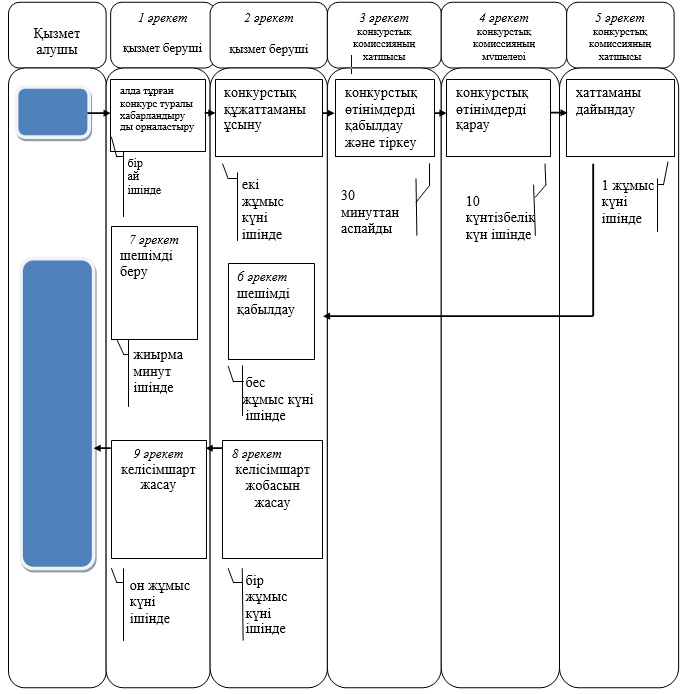 Қызмет
алушы
1 әрекет
қызмет беруші
2 әрекет
қызмет беруші
3 әрекет
конкурстық
комиссияның
хатшысы
4 әрекет
конкурстық
комиссияның
мүшелері
5 әрекет
конкурстық
комиссияның
хатшысы
алда тұрған
конкурс туралы
хабарландыру
ды орналастыру
конкурстық
құжаттаманы
ұсыну
конкурстық
өтінімдерді
қабылдау
және тіркеу
конкурстық
өтінімдерді
қарау
хаттаманы
дайындау
бір
ай
ішінде
екі
жұмыс
күні
ішінде
30
минуттан
аспайды
10
күнтізбелік
күн ішінде
1 жұмыс
күні
ішінде
7 әрекет
шешімді
беру
6 әрекет
шешімді
қабылдау
жиырма
минут
ішінде
бес
жұмыс күні
ішінде
9 әрекет
келісімшарт
жасау
8 әрекет
келісімшарт
жобасын
жасау
он жұмыс
күні
ішінде
бір
жұмыс
күні
ішінде